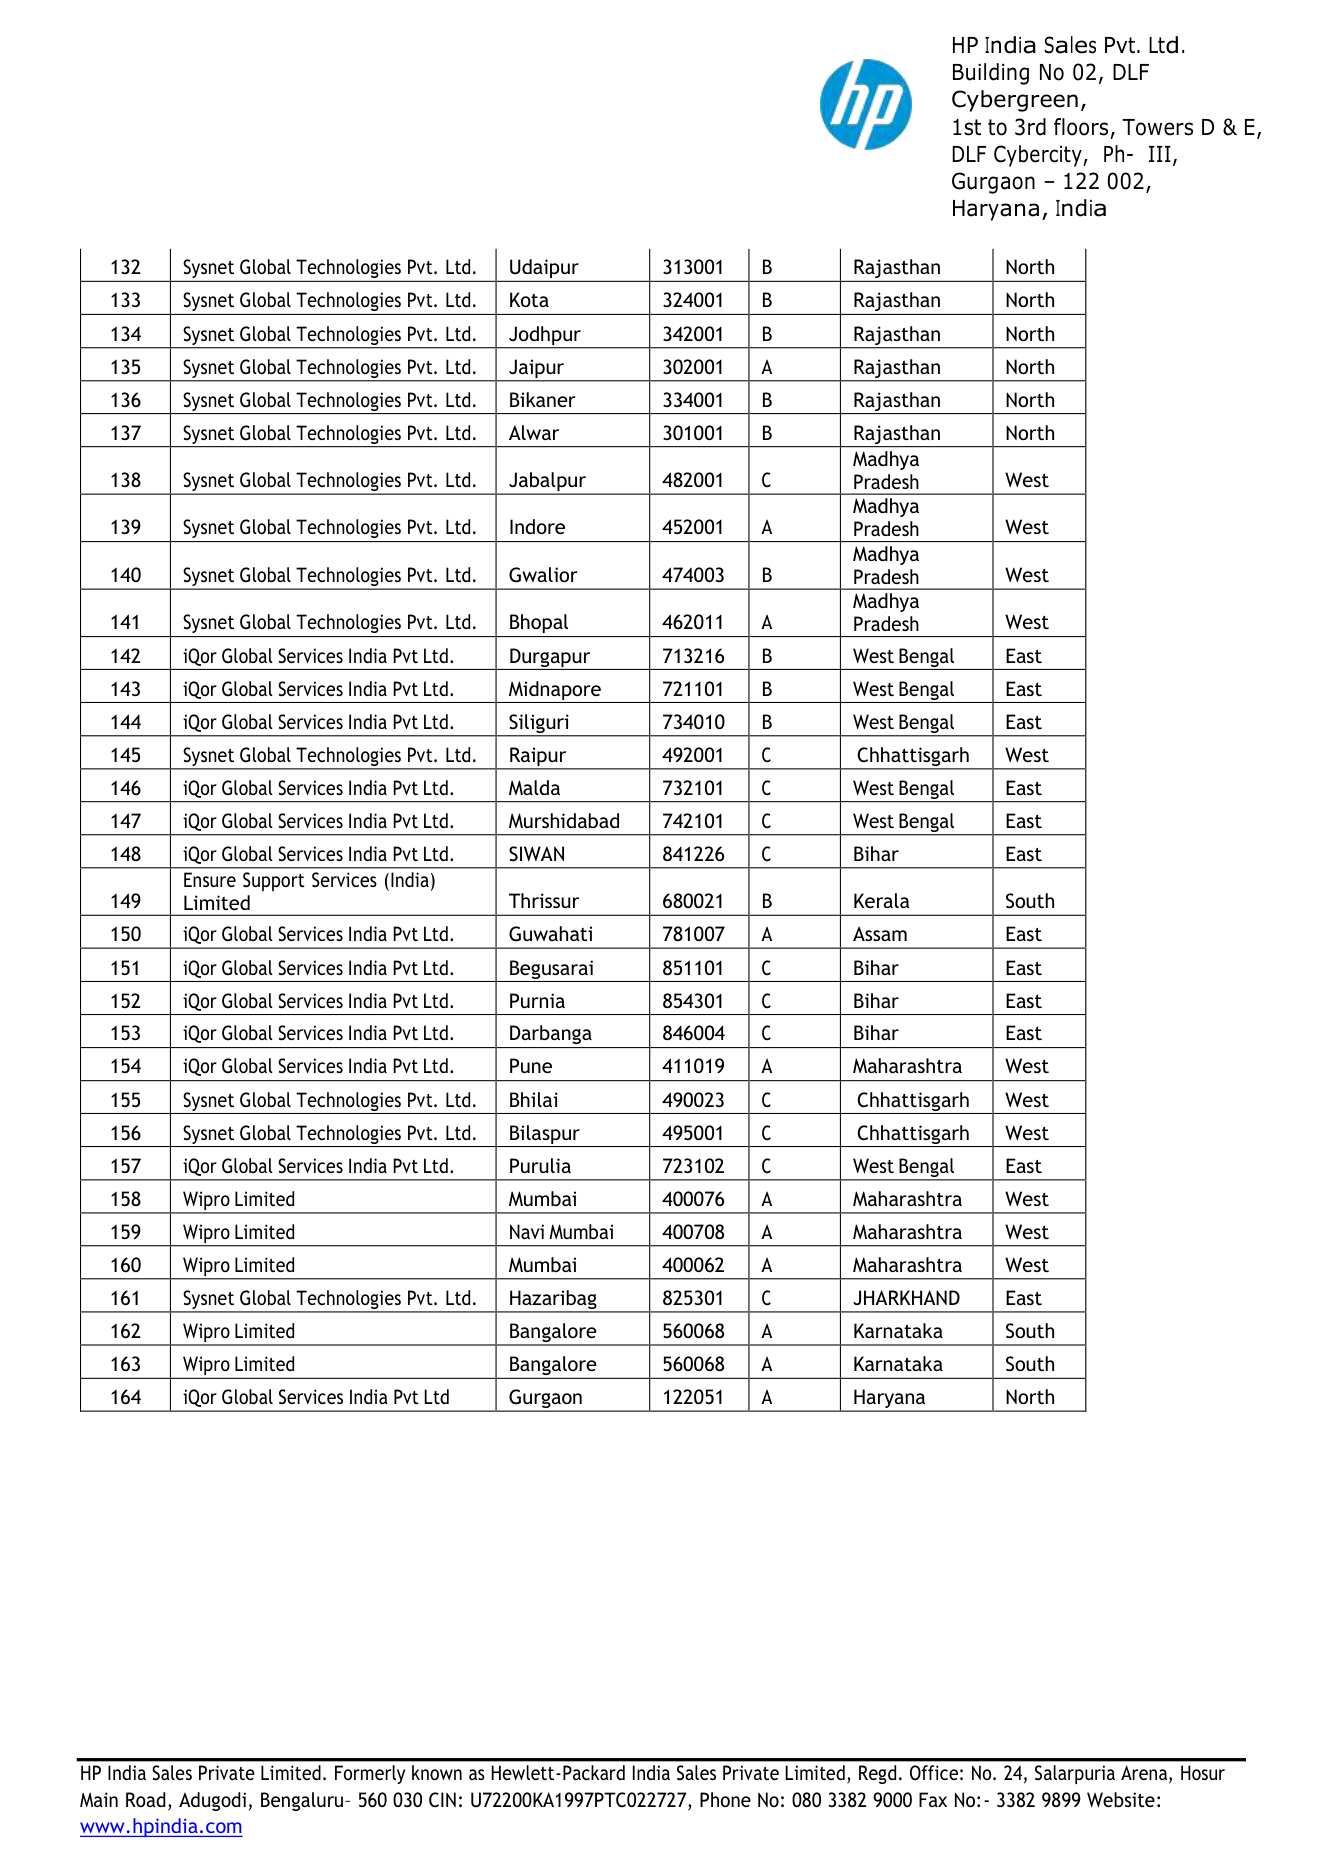 hp
HP India Sales Pvt. Ltd.
Building No 02, DLF
Cybergreen,
1st to 3rd floors, Towers D & E,
DLF Cybercity, Ph- III,
Gurgaon – 122 002,
Haryana, India
132 Sysnet Global Technologies Pvt. Ltd. Udaipur 313001 B Rajasthan North
133 Sysnet Global Technologies Pvt. Ltd. Kota 324001 B Rajasthan North
134 Sysnet Global Technologies Pvt. Ltd. Jodhpur 342001 B Rajasthan North
135 Sysnet Global Technologies Pvt. Ltd. Jaipur 302001 A Rajasthan North
136 Sysnet Global Technologies Pvt. Ltd. Bikaner 334001 B Rajasthan North
137 Sysnet Global Technologies Pvt. Ltd. Alwar 301001 B Rajasthan North
Madhya
138 Sysnet Global Technologies Pvt. Ltd. Jabalpur 482001 C Pradesh West
Madhya
139 Sysnet Global Technologies Pvt. Ltd. Indore 452001 A Pradesh West
Madhya
140 Sysnet Global Technologies Pvt. Ltd. Gwalior 474003 B Pradesh West
Madhya
141 Sysnet Global Technologies Pvt. Ltd. Bhopal 462011 A Pradesh West
142 iQor Global Services India Pvt Ltd. Durgapur 713216 B West Bengal East
143 iQor Global Services India Pvt Ltd. Midnapore 721101 B West Bengal East
144 iQor Global Services India Pvt Ltd. Siliguri 734010 B West Bengal East
145 Sysnet Global Technologies Pvt. Ltd. Raipur 492001 C Chhattisgarh West
146 iQor Global Services India Pvt Ltd. Malda 732101 C West Bengal East
147 iQor Global Services India Pvt Ltd. Murshidabad 742101 C West Bengal East
148 iQor Global Services India Pvt Ltd. SIWAN 841226 C Bihar East
Ensure Support Services (India)
149 Limited Thrissur 680021 B Kerala South
150 iQor Global Services India Pvt Ltd. Guwahati 781007 A Assam East
151 iQor Global Services India Pvt Ltd. Begusarai 851101 C Bihar East
152 iQor Global Services India Pvt Ltd. Purnia 854301 C Bihar East
153 iQor Global Services India Pvt Ltd. Darbanga 846004 C Bihar East
154 iQor Global Services India Pvt Ltd. Pune 411019 A Maharashtra West
155 Sysnet Global Technologies Pvt. Ltd. Bhilai 490023 C Chhattisgarh West
156 Sysnet Global Technologies Pvt. Ltd. Bilaspur 495001 C Chhattisgarh West
157 iQor Global Services India Pvt Ltd. Purulia 723102 C West Bengal East
158 Wipro Limited Mumbai 400076 A Maharashtra West
159 Wipro Limited Navi Mumbai 400708 A Maharashtra West
160 Wipro Limited Mumbai 400062 A Maharashtra West
161 Sysnet Global Technologies Pvt. Ltd. Hazaribag 825301 C JHARKHAND East
162 Wipro Limited Bangalore 560068 A Karnataka South
163 Wipro Limited Bangalore 560068 A Karnataka South
164 iQor Global Services India Pvt Ltd Gurgaon 122051 A Haryana North
HP India Sales Private Limited. Formerly known as Hewlett-Packard India Sales Private Limited, Regd. Office: No. 24, Salarpuria Arena, Hosur
Main Road, Adugodi, Bengaluru- 560 030 CIN: U72200KA1997PTC022727, Phone No: 080 3382 9000 Fax No:- 3382 9899 Website:
www.hpindia.com